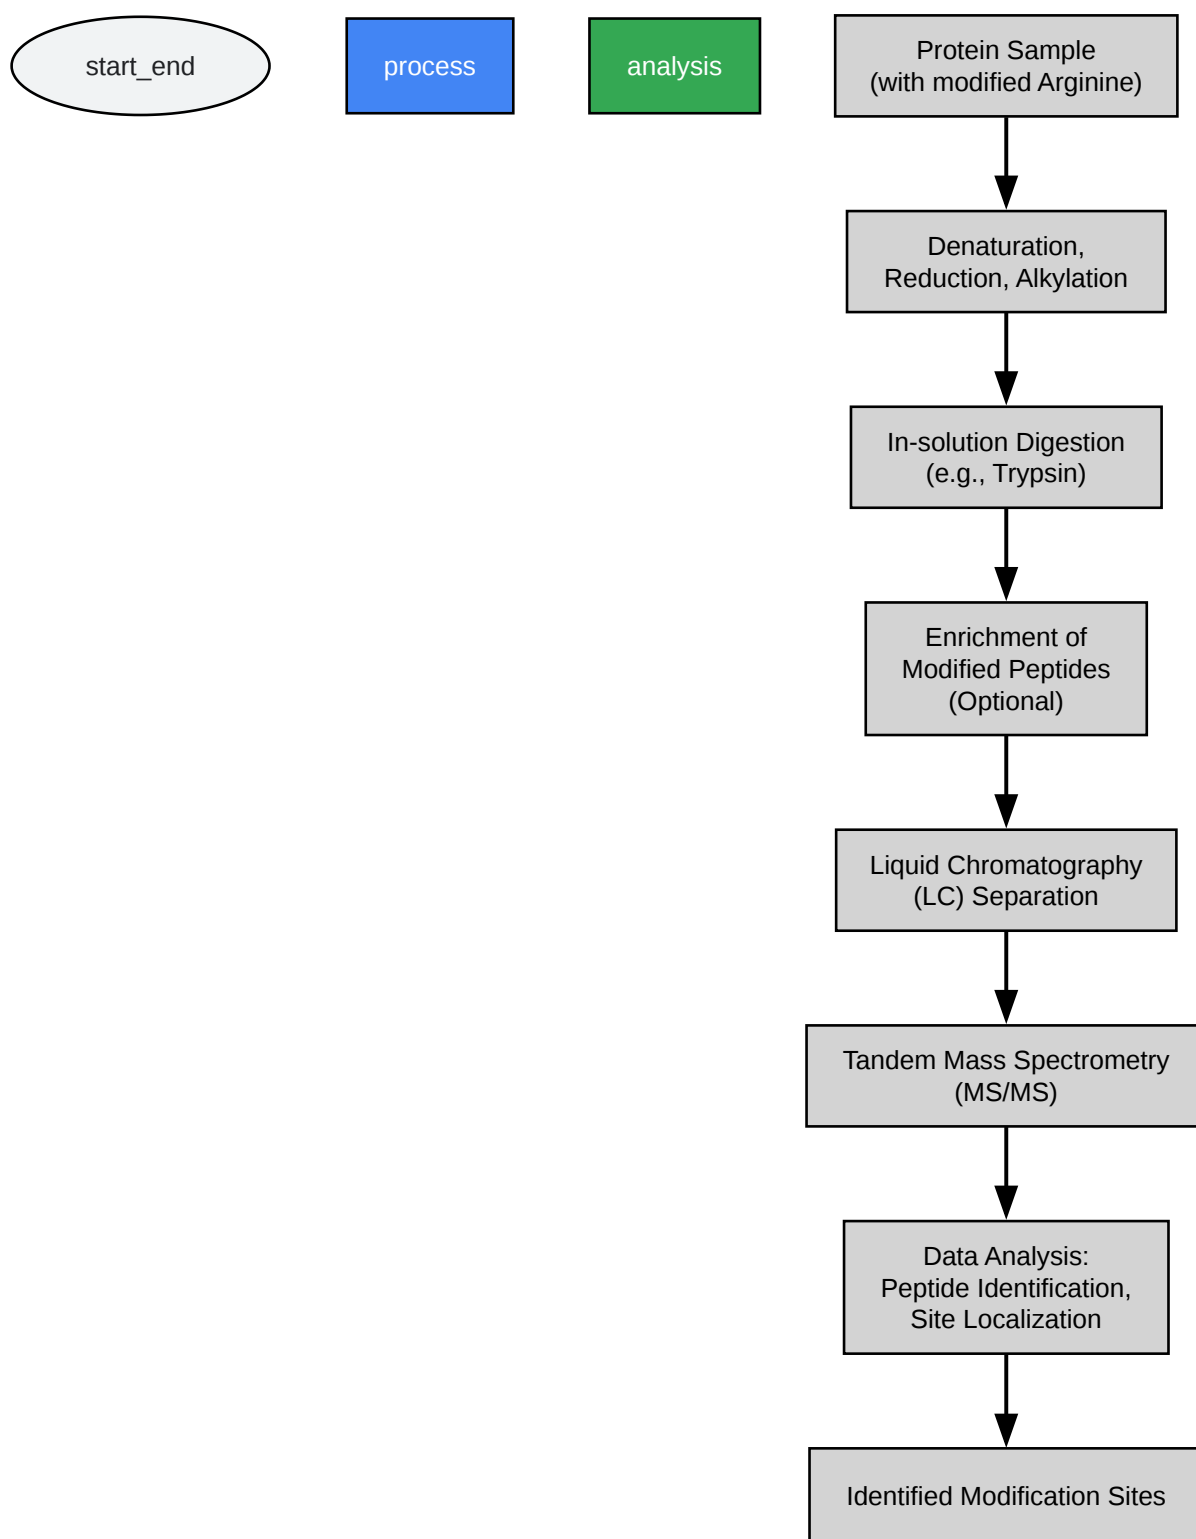 start_end
process
analysis
Protein Sample
(with modified Arginine)
Denaturation,
Reduction, Alkylation
In-solution Digestion
(e.g., Trypsin)
Enrichment of
Modified Peptides
(Optional)
Liquid Chromatography
(LC) Separation
Tandem Mass Spectrometry
(MS/MS)
Data Analysis:
Peptide Identification,
Site Localization
Identified Modification Sites